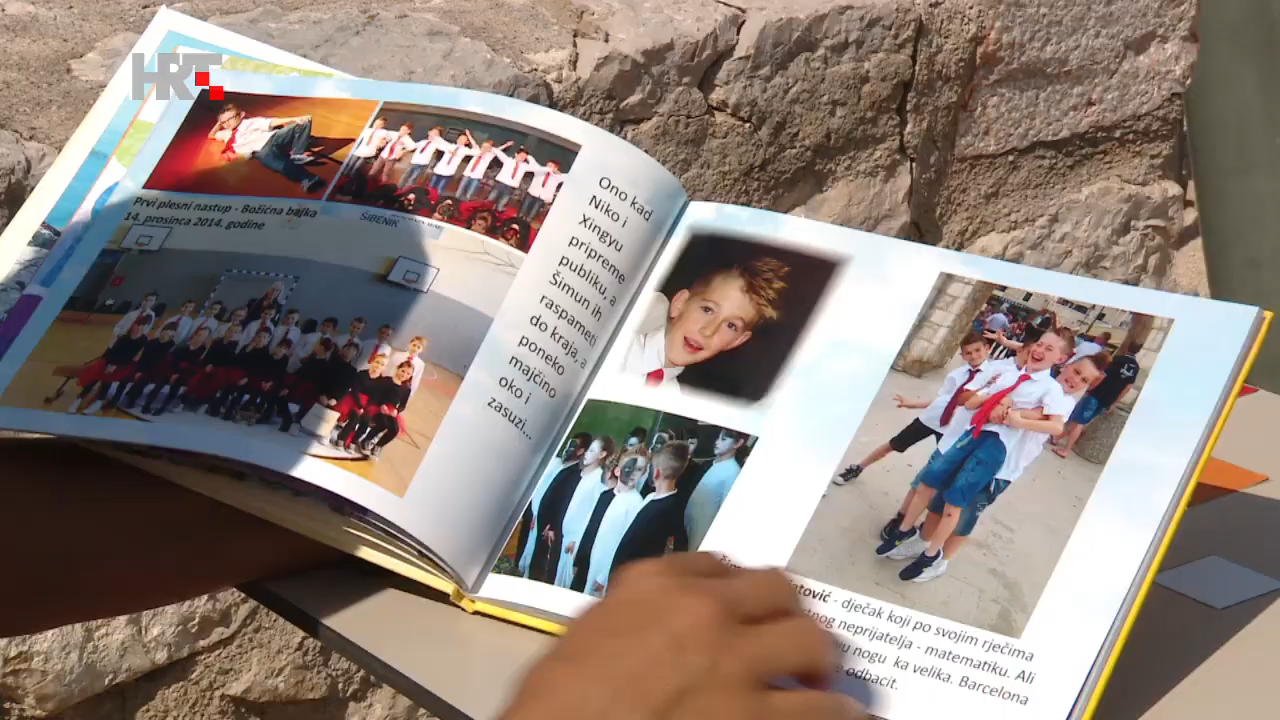 HRT
Prvi plesni nastup - Božićna bajka
14. prosinca 2014. godine
ŠIBENIK
Ono kad
Niko i
Xingyu
pripreme
publiku, a
Šimun ih
raspameti
do kraja, a
poneko
majčino
oko i
zasuzi...
- dječak koji po svojim rječima
neprijatelja - matematiku. Ali
nogu ka velika. Barcelona
odbacit.